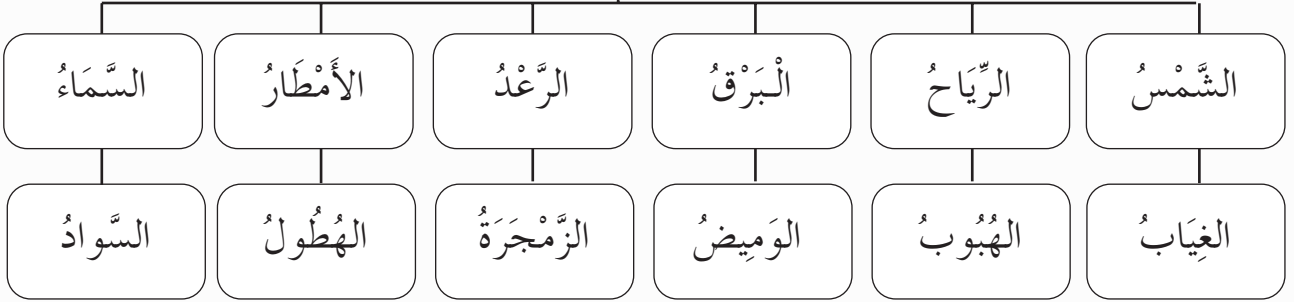 الشَّمْسُ الرِّيَاحُ الْبَرْقُ الرَّعْدُ الأَمْطَارُ السَّمَاءُ
الغِيَابُ الهُبُوبُ الوَمِيضُ الزَّمْجَرَةُ الهُطُولُ السَّوادُ